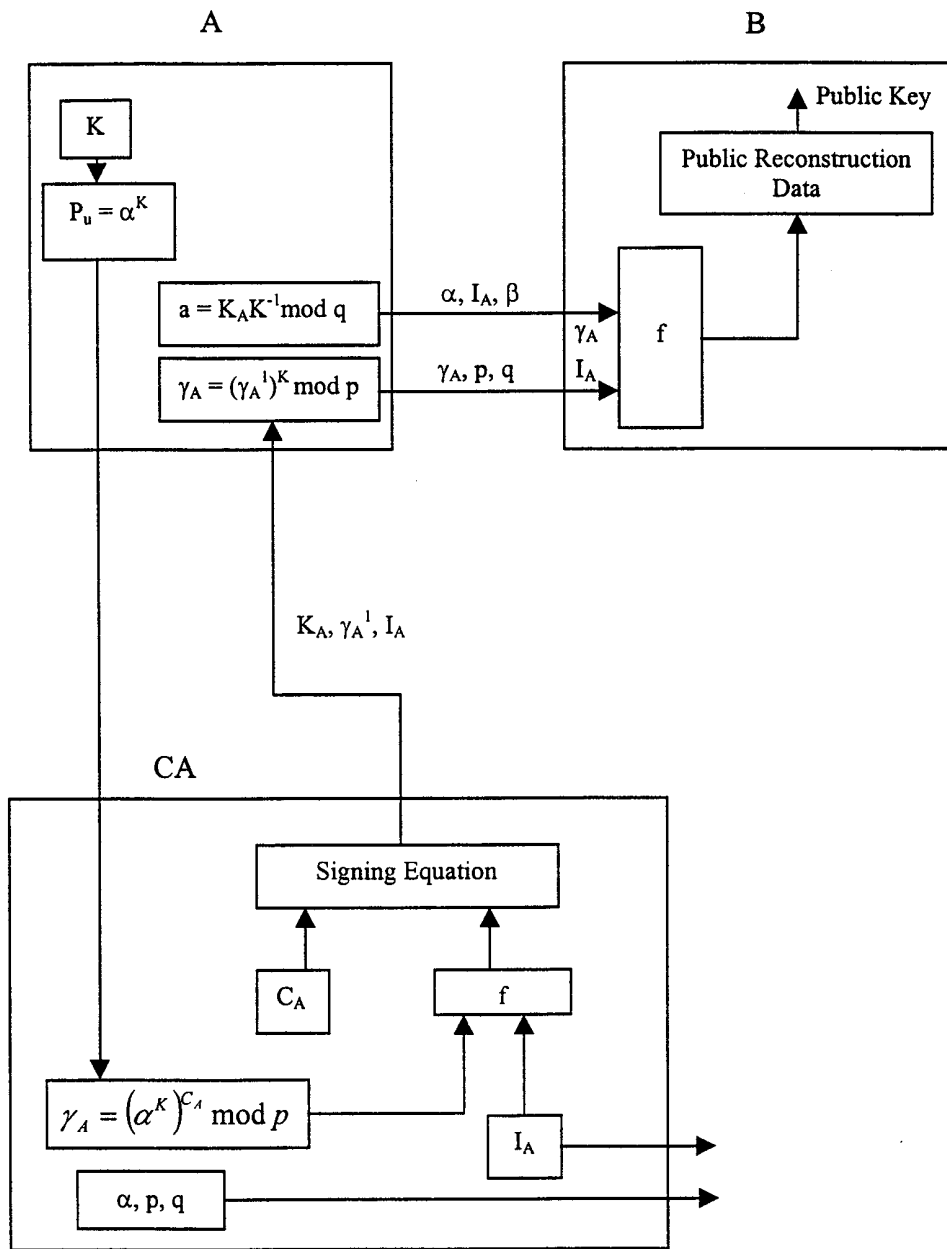 A
B
K
P_u = α^K
a = K_A K^{-1} mod q
γ_A = (γ_A^1)^K mod p
α, I_A, β
γ_A, p, q
γ_A
I_A
f
Public Reconstruction
Data
Public Key
K_A, γ_A^1, I_A
CA
Signing Equation
C_A
f
γ_A = (α^K)^{C_A} mod p
I_A
α, p, q